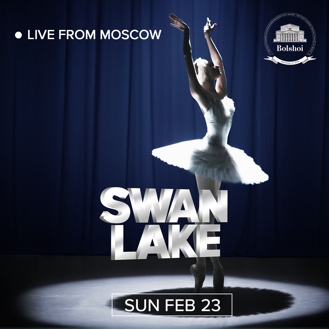 LIVE FROM MOSCOW
Bolshoi
SWAN
LAKE
SUN FEB 23